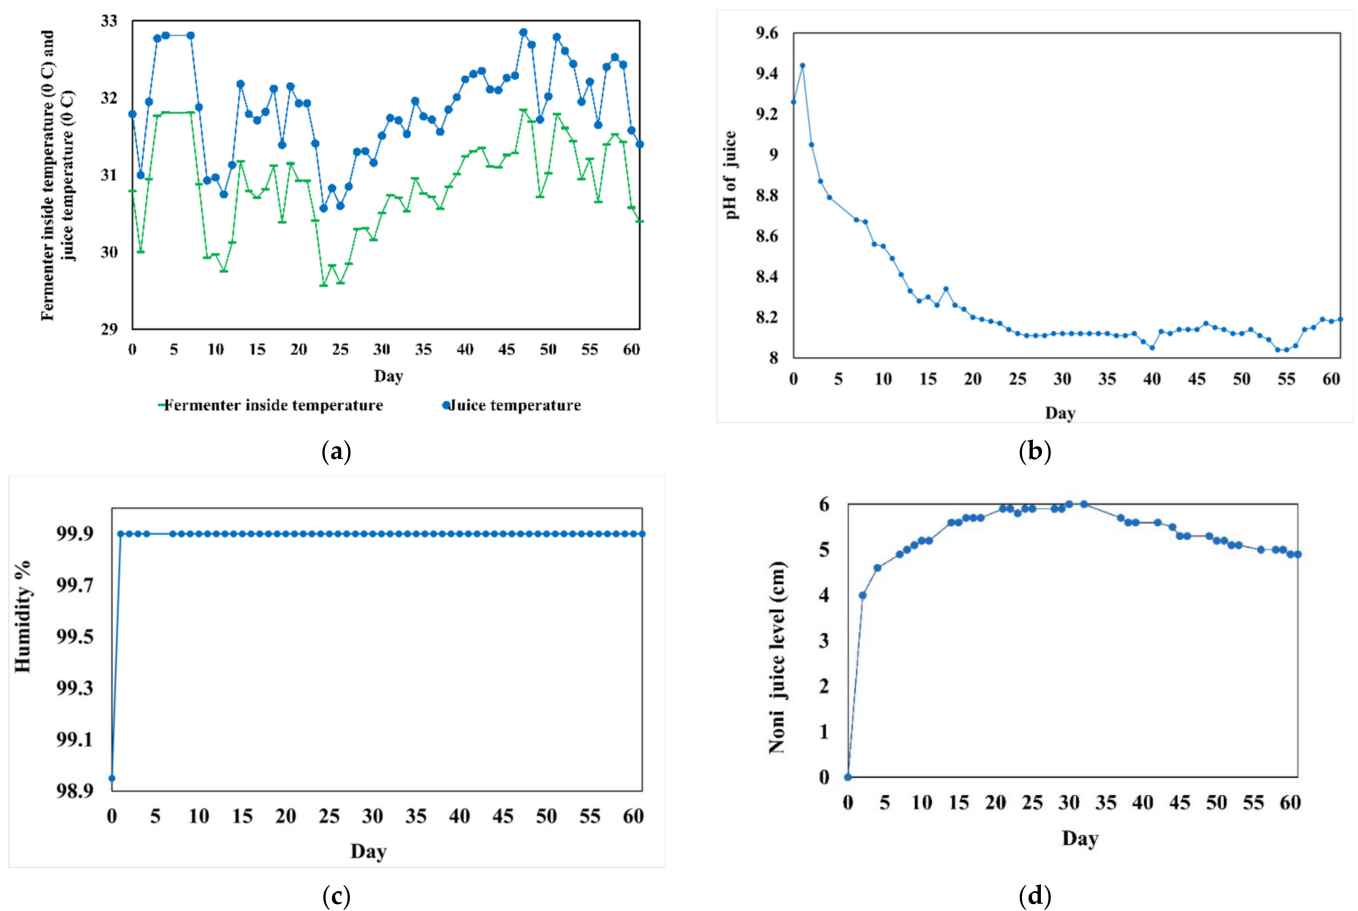 Fermenter inside temperature (0 C) and
juice temperature (0 C)
33
32
31
30
29
0 5 10 15 20 25 30 35 40 45 50 55 60
Day
Fermenter inside temperature Juice temperature
(a)
pH of juice
9.6
9.4
9.2
9
8.8
8.6
8.4
8.2
8
0 5 10 15 20 25 30 35 40 45 50 55 60
Day
(b)
Humidity %
99.9
99.7
99.5
99.3
99.1
98.9
0 5 10 15 20 25 30 35 40 45 50 55 60
Day
(c)
Noni juice level (cm)
6
5
4
3
2
1
0
0 5 10 15 20 25 30 35 40 45 50 55 60
Day
(d)